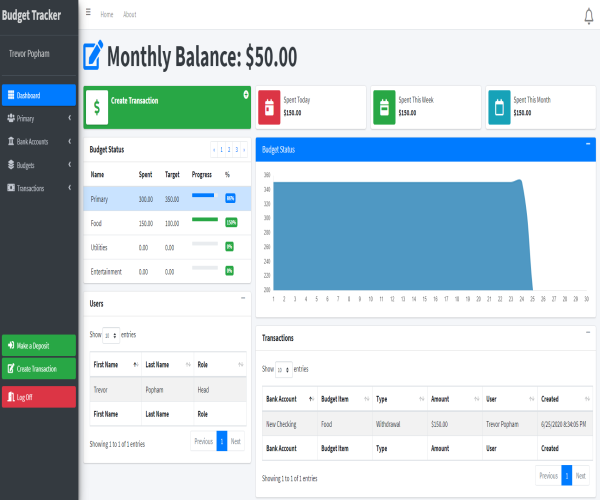 Budget Tracker
Home About
Trevor Popham
Dashboard
Primary
Bank Accounts
Budgets
Transactions
Make a Deposit
Create Transaction
Log Off
Monthly Balance: $50.00
$ Create Transaction
Spent Today
$150.00
Spent This Week
$150.00
Spent This Month
$150.00
Budget Status ‹ 1 2 3 ›
Name Spent Target Progress %
Primary 300.00 350.00
Food 150.00 100.00 150%
Utilities 0.00 0.00 0%
Entertainment 0.00 0.00 0%
Budget Status
360
340
320
300
280
260
240
220
200
1 2 3 4 5 6 7 8 9 10 11 12 13 14 15 16 17 18 19 20 21 22 23 24 25 26 27 28 29 30
Users
Show 10 entries
First Name Last Name Role
Trevor Popham Head
First Name Last Name Role
Showing 1 to 1 of 1 entries
Previous 1 Next
Transactions
Show 10 entries
Bank Account Budget Item Type Amount User Created
New Checking Food Withdrawal $150.00 Trevor Popham 6/25/2020 8:34:05 PM
Bank Account Budget Item Type Amount User Created
Showing 1 to 1 of 1 entries
Previous 1 Next